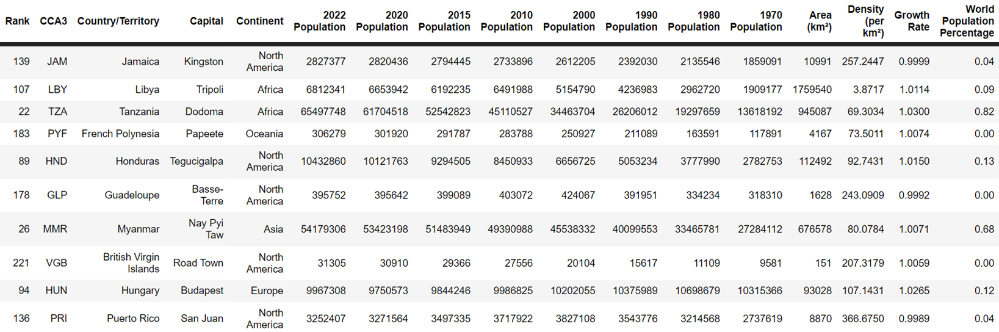 Rank CCA3 Country/Territory Capital Continent 2022 Population 2020 Population 2015 Population 2010 Population 2000 Population 1990 Population 1980 Population 1970 Population Area (km²) Density (per km²) Growth Rate World Population Percentage
139 JAM Jamaica Kingston North America 2827377 2820436 2794445 2733896 2612205 2392030 2135546 1859091 10991 257.2447 0.9999 0.04
107 LBY Libya Tripoli Africa 6812341 6653942 6192235 6491988 5154790 4236983 2962720 1909177 1759540 3.8717 1.0114 0.09
22 TZA Tanzania Dodoma Africa 65497748 61704518 52542823 45110527 34463704 26206012 19297659 13618192 945087 69.3034 1.0300 0.82
183 PYF French Polynesia Papeete Oceania 306279 301920 291787 283788 250927 211089 163591 117891 4167 73.5011 1.0074 0.00
89 HND Honduras Tegucigalpa North America 10432860 10121763 9294505 8450933 6656725 5053234 3777990 2782753 112492 92.7431 1.0150 0.13
178 GLP Guadeloupe Basse-Terre North America 395752 395642 399089 403072 424067 391951 334234 318310 1628 243.0909 0.9992 0.00
26 MMR Myanmar Nay Pyi Taw Asia 54179306 53423198 51483949 49390988 45538332 40099553 33465781 27284112 676578 80.0784 1.0071 0.68
221 VGB British Virgin Islands Road Town North America 31305 30910 29366 27556 20104 15617 11109 9581 151 207.3179 1.0059 0.00
94 HUN Hungary Budapest Europe 9967308 9750573 9844246 9986825 10202055 10375989 10698679 10315366 93028 107.1431 1.0265 0.12
136 PRI Puerto Rico San Juan North America 3252407 3271564 3497335 3717922 3827108 3543776 3214568 2737619 8870 366.6750 0.9989 0.04